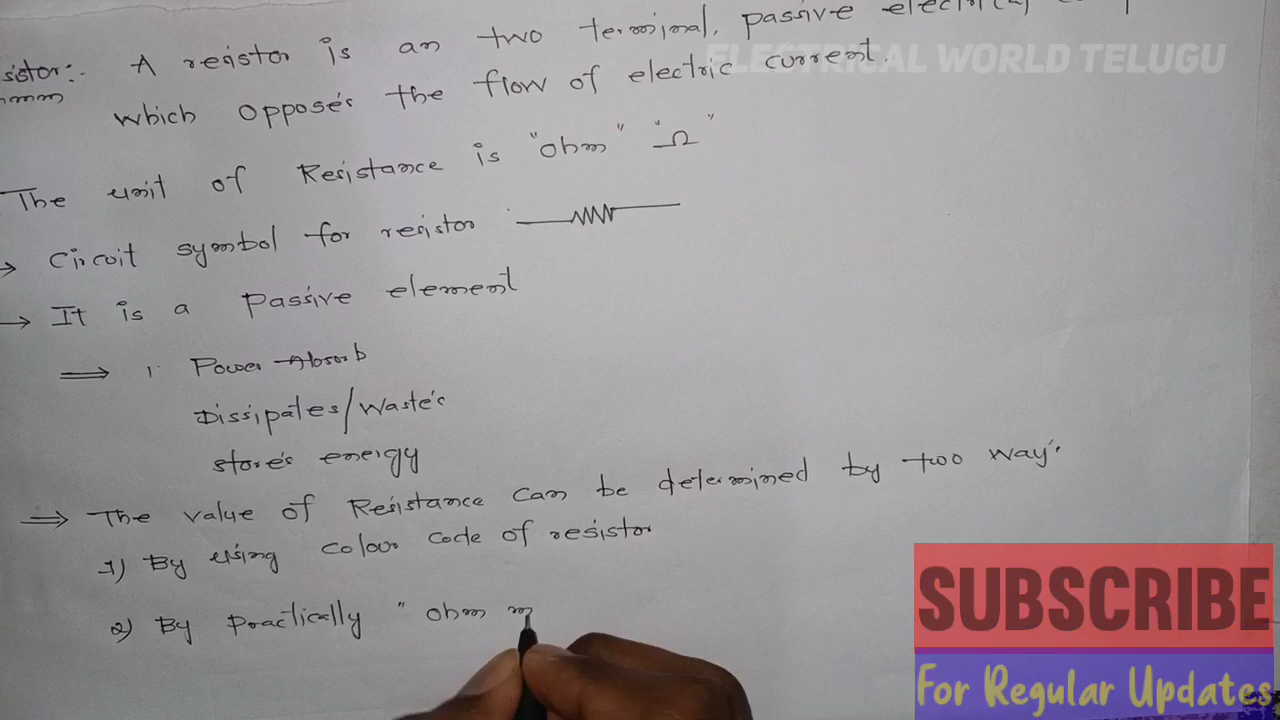 A resistor is an two terminal, passive
ELECTRICAL WORLD TELUGU
which opposes the flow of electric current.
The unit of Resistance is "ohm" "Ω"
→ Circuit symbol for resistor
→ It is a Passive element
⇒ 1. Power Absorb
Dissipates/Waste's
store's energy
⇒ The value of Resistance can be determined by two way's
1) By using colour code of resistor
2) By Practically " ohm m
SUBSCRIBE
For Regular Updates